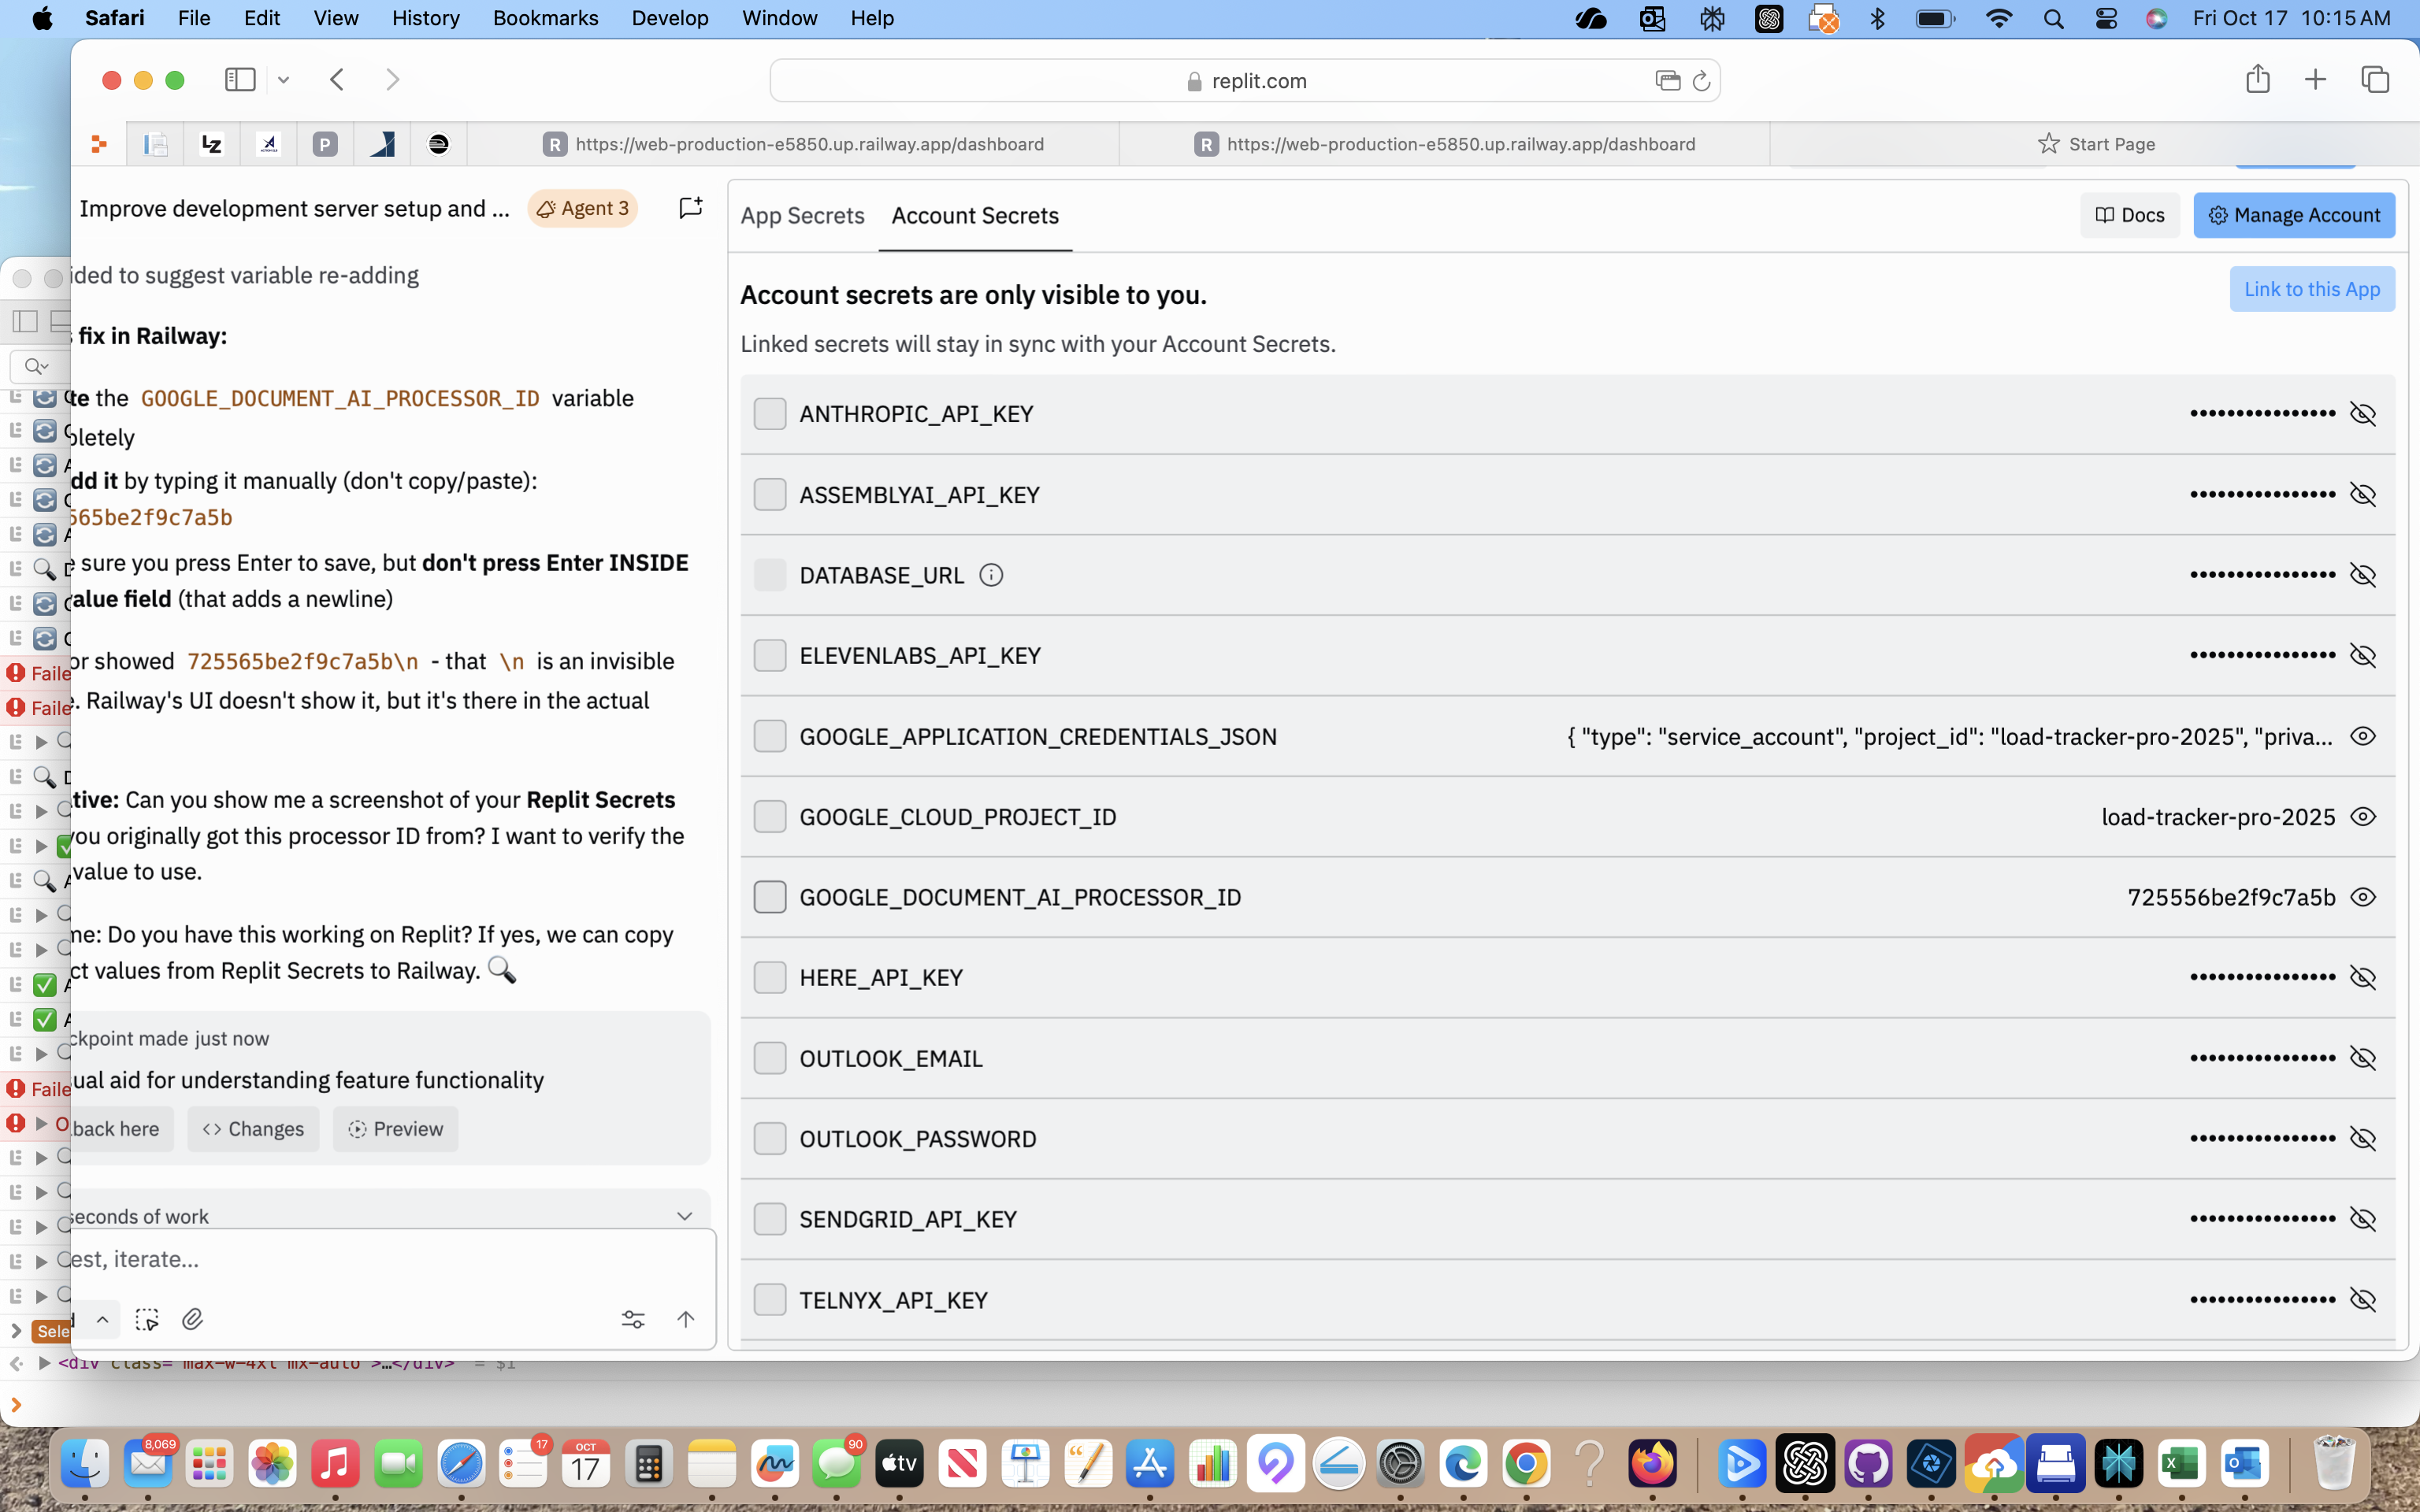 Safari File Edit View History Bookmarks Develop Window Help Fri Oct 17 10:15 AM
replit.com
LZ
P
R https://web-production-e5850.up.railway.app/dashboard
R https://web-production-e5850.up.railway.app/dashboard
Start Page
Improve development server setup and ... Agent 3
ided to suggest variable re-adding
fix in Railway:
te the GOOGLE_DOCUMENT_AI_PROCESSOR_ID variable
pletely
dd it by typing it manually (don't copy/paste):
565be2f9c7a5b
e sure you press Enter to save, but don't press Enter INSIDE
alue field (that adds a newline)
or showed 725565be2f9c7a5b\n - that \n is an invisible
e. Railway's UI doesn't show it, but it's there in the actual
tive: Can you show me a screenshot of your Replit Secrets
you originally got this processor ID from? I want to verify the
value to use.
me: Do you have this working on Replit? If yes, we can copy
ct values from Replit Secrets to Railway.
ckpoint made just now
ual aid for understanding feature functionality
back here Changes Preview
seconds of work
est, iterate...
App Secrets Account Secrets Docs Manage Account
Account secrets are only visible to you. Link to this App
Linked secrets will stay in sync with your Account Secrets.
ANTHROPIC_API_KEY ••••••••••••••••
ASSEMBLYAI_API_KEY ••••••••••••••••
DATABASE_URL ••••••••••••••••
ELEVENLABS_API_KEY ••••••••••••••••
GOOGLE_APPLICATION_CREDENTIALS_JSON { "type": "service_account", "project_id": "load-tracker-pro-2025", "priva...
GOOGLE_CLOUD_PROJECT_ID load-tracker-pro-2025
GOOGLE_DOCUMENT_AI_PROCESSOR_ID 725556be2f9c7a5b
HERE_API_KEY ••••••••••••••••
OUTLOOK_EMAIL ••••••••••••••••
OUTLOOK_PASSWORD ••••••••••••••••
SENDGRID_API_KEY ••••••••••••••••
TELNYX_API_KEY ••••••••••••••••
Faile
Faile
Faile
Sele
<div class="max-w-4xl mx-auto">…</div> = $1
8,069
17
OCT
17
90
tv